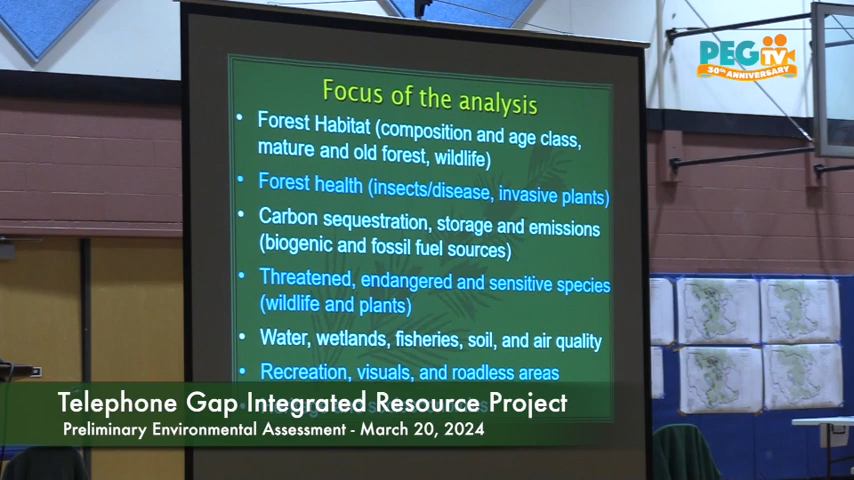 PEG TV
30TH ANNIVERSARY
Focus of the analysis
• Forest Habitat (composition and age class,
mature and old forest, wildlife)
• Forest health (insects/disease, invasive plants)
• Carbon sequestration, storage and emissions
(biogenic and fossil fuel sources)
• Threatened, endangered and sensitive species
(wildlife and plants)
• Water, wetlands, fisheries, soil, and air quality
• Recreation, visuals, and roadless areas
Telephone Gap Integrated Resource Project
Preliminary Environmental Assessment - March 20, 2024